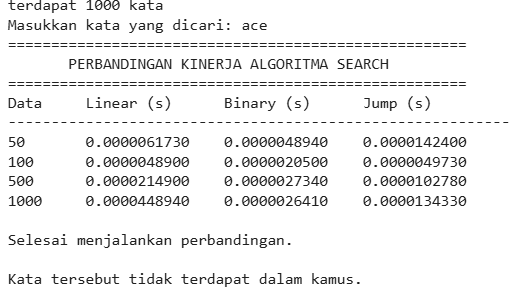 terdapat 1000 kata
Masukkan kata yang dicari: ace
=====================================================
PERBANDINGAN KINERJA ALGORITMA SEARCH
=====================================================
Data Linear (s) Binary (s) Jump (s)
----------------------------------------------------------
50 0.0000061730 0.0000048940 0.0000142400
100 0.0000048900 0.0000020500 0.0000049730
500 0.0000214900 0.0000027340 0.0000102780
1000 0.0000448940 0.0000026410 0.0000134330
Selesai menjalankan perbandingan.
Kata tersebut tidak terdapat dalam kamus.